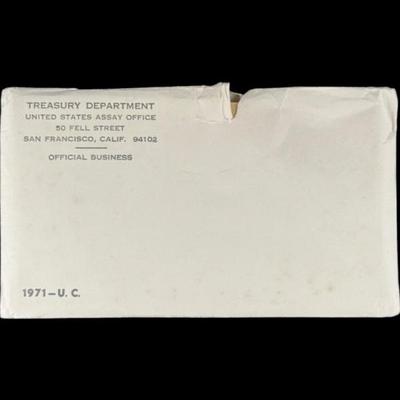 TREASURY DEPARTMENT
UNITED STATES ASSAY OFFICE
50 FELL STREET
SAN FRANCISCO, CALIF. 94102
OFFICIAL BUSINESS
1971-U. C.